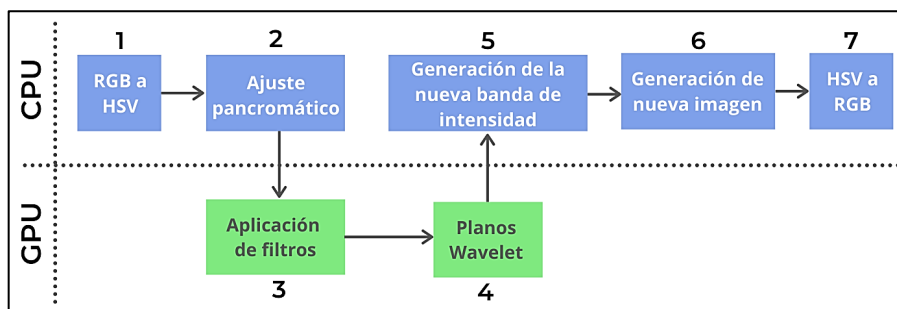 CPU
1
RGB a
HSV
2
Ajuste
pancromático
5
Generación de la
nueva banda de
intensidad
6
Generación de
nueva imagen
7
HSV a
RGB
GPU
Aplicación
de filtros
3
Planos
Wavelet
4